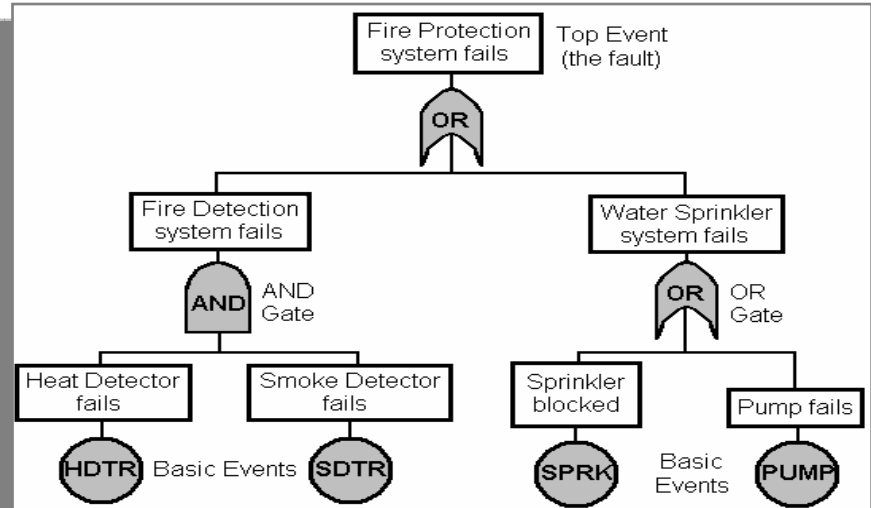 Fire Protection
system fails
Top Event
(the fault)
OR
Fire Detection
system fails
Water Sprinkler
system fails
AND
AND
Gate
OR
OR
Gate
Heat Detector
fails
Smoke Detector
fails
Sprinkler
blocked
Pump fails
HDTR
Basic Events
SDTR
SPRK
Basic
Events
PUMP